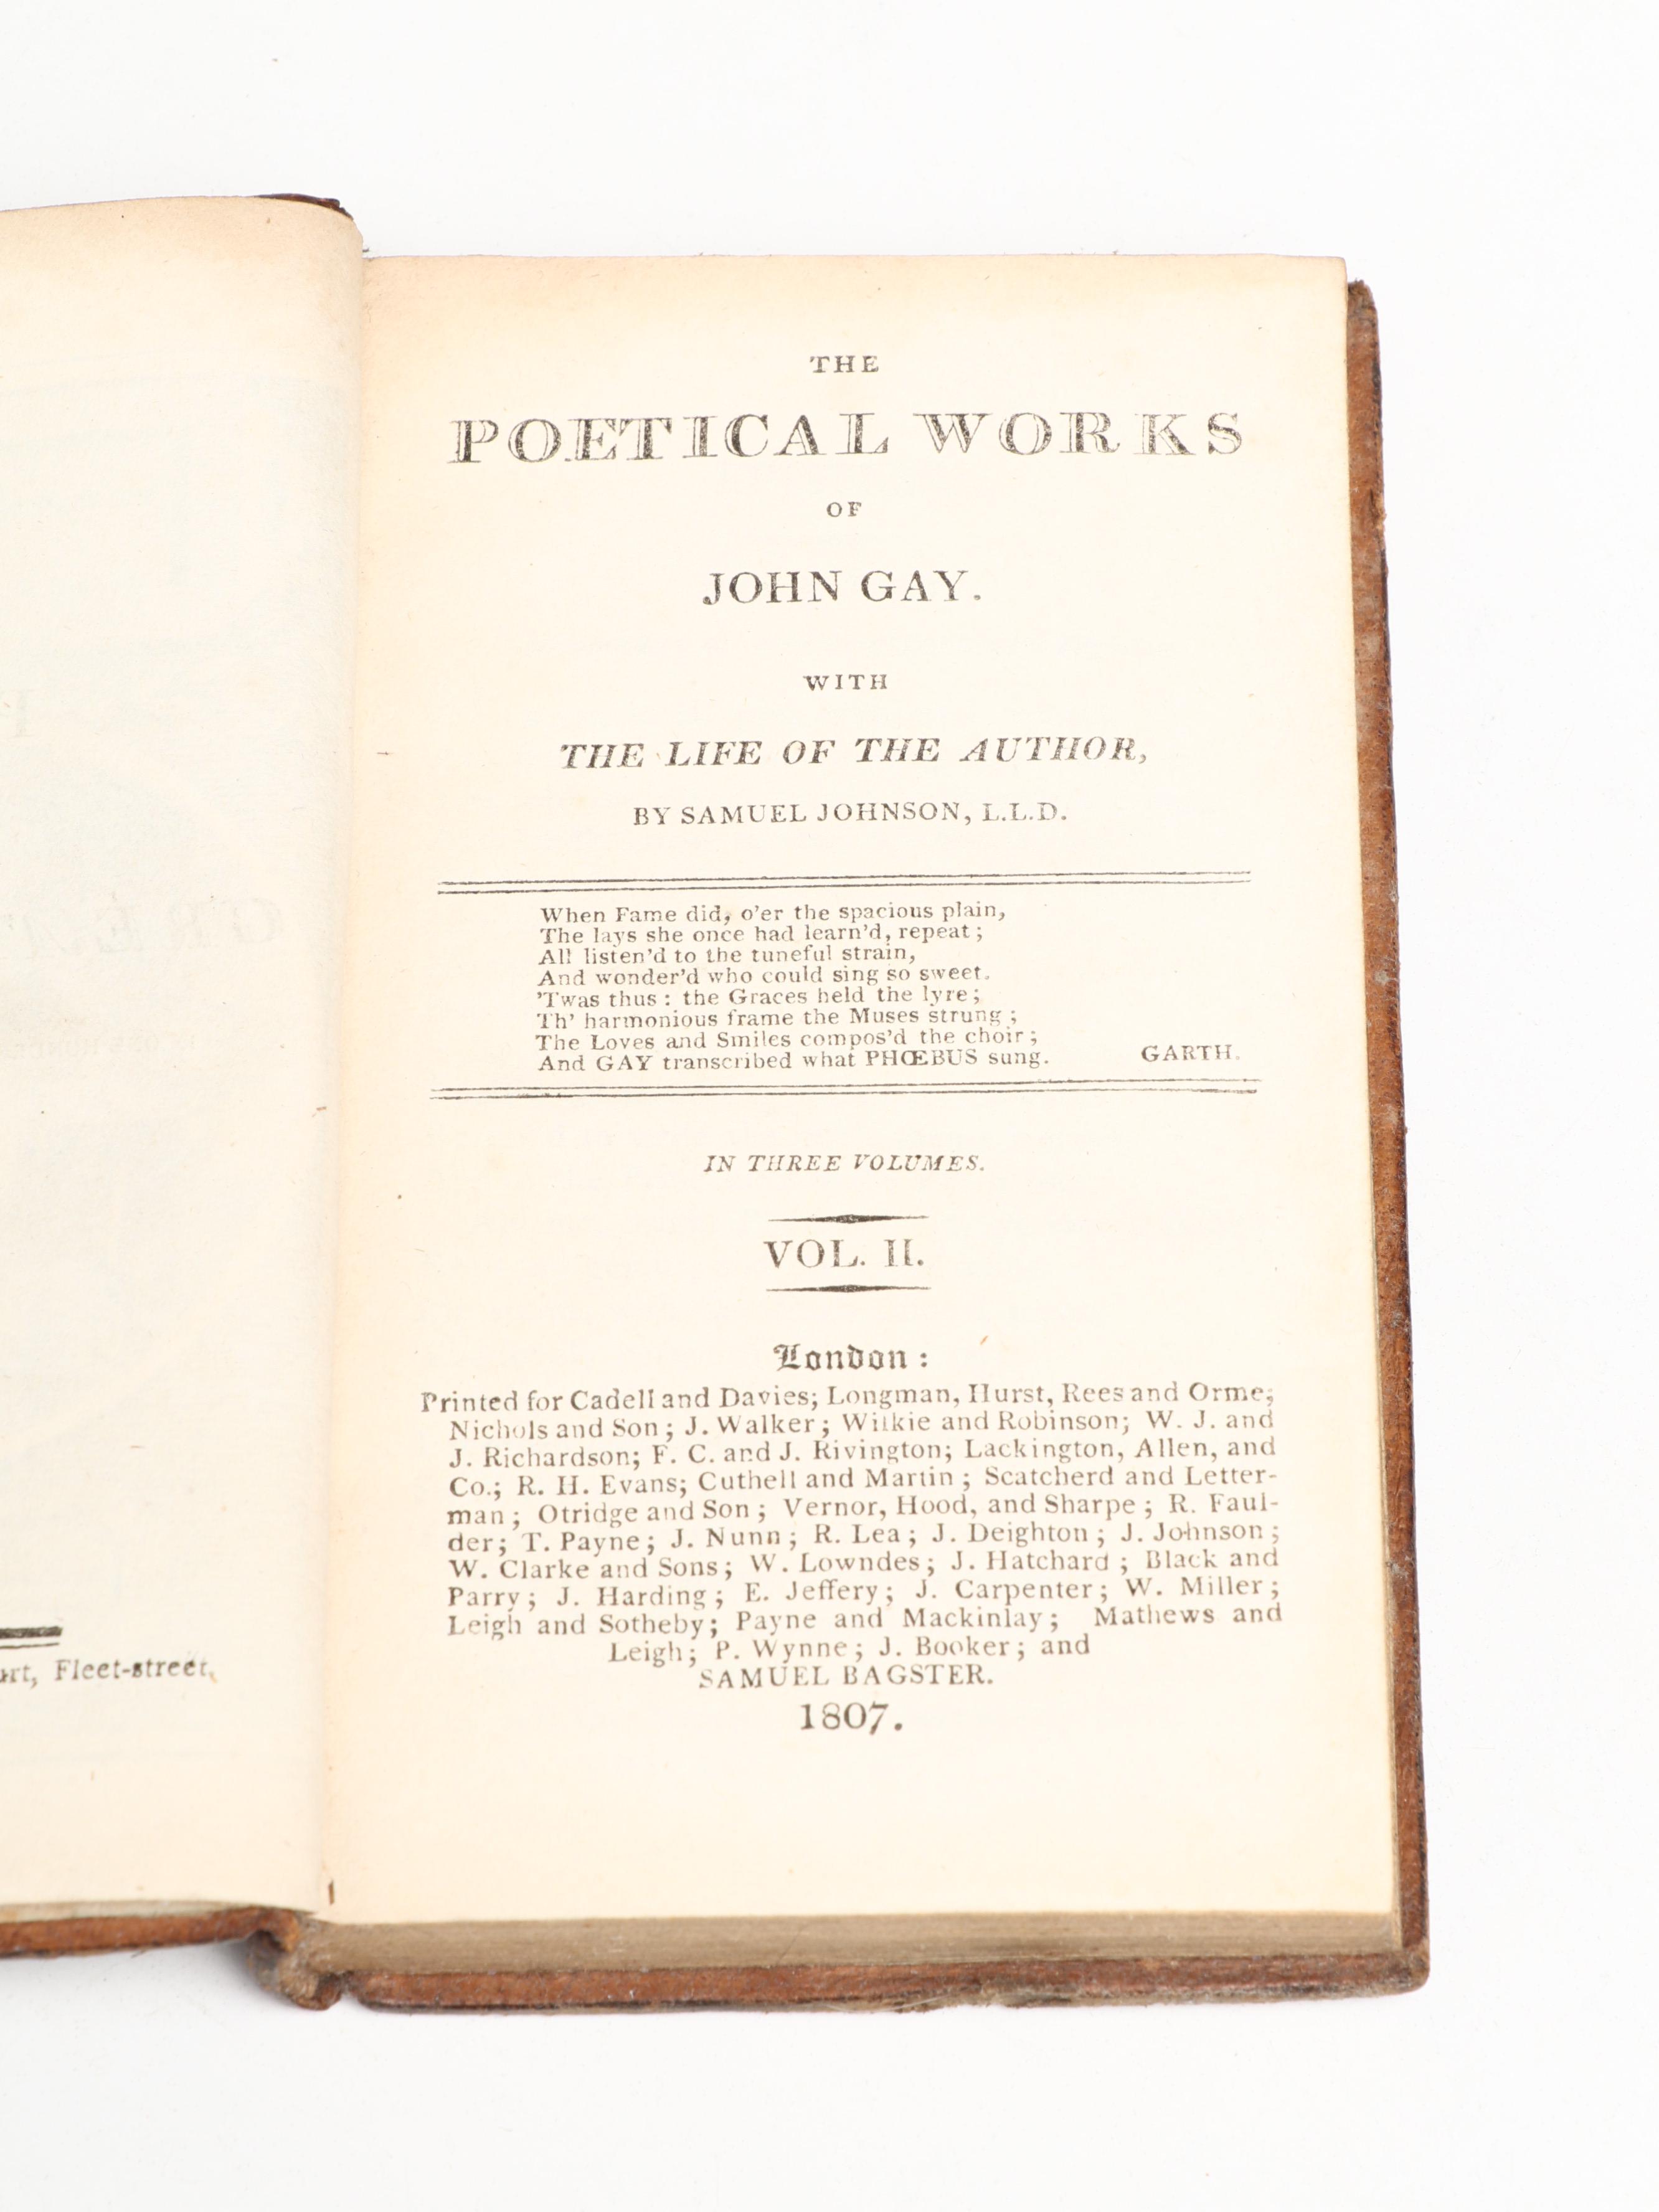 THE
POETICAL WORKS
OF
JOHN GAY.
WITH
THE LIFE OF THE AUTHOR,
BY SAMUEL JOHNSON, L.L.D.
When Fame did, o'er the spacious plain,
The lays she once had learn'd, repeat;
All listen'd to the tuneful strain,
And wonder'd who could sing so sweet.
'Twas thus: the Graces held the lyre;
Th' harmonious frame the Muses strung;
The Loves and Smiles compos'd the choir;
And GAY transcribed what PHŒBUS sung. GARTH.
IN THREE VOLUMES.
VOL. II.
London:
Printed for Cadell and Davies; Longman, Hurst, Rees and Orme;
Nichols and Son; J. Walker; Wilkie and Robinson; W. J. and
J. Richardson; F. C. and J. Rivington; Lackington, Allen, and
Co.; R. H. Evans; Cuthell and Martin; Scatcherd and Letter-
man; Otridge and Son; Vernor, Hood, and Sharpe; R. Faul-
der; T. Payne; J. Nunn; R. Lea; J. Deighton; J. Johnson;
W. Clarke and Sons; W. Lowndes; J. Hatchard; Black and
Parry; J. Harding; E. Jeffery; J. Carpenter; W. Miller;
Leigh and Sotheby; Payne and Mackinlay; Mathews and
Leigh; P. Wynne; J. Booker; and
SAMUEL BAGSTER.
1807.
Fleet-street,